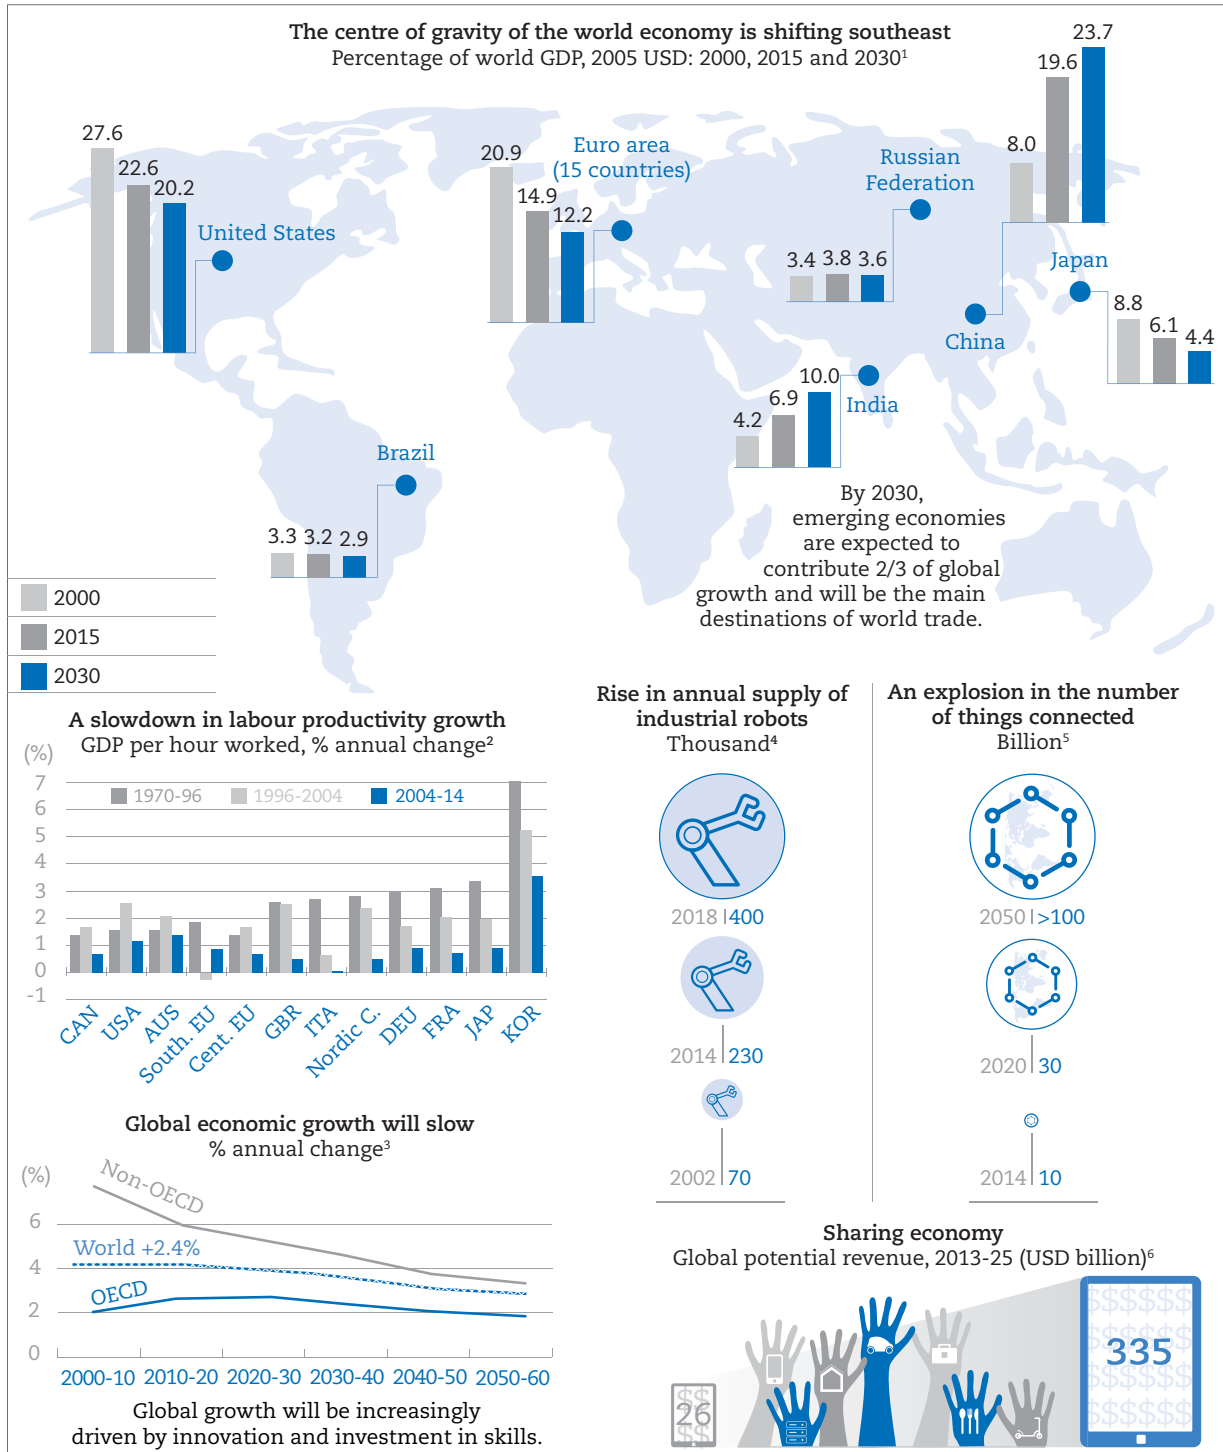 The centre of gravity of the world economy is shifting southeast
Percentage of world GDP, 2005 USD: 2000, 2015 and 2030¹
27.6
22.6
20.2
United States
20.9
14.9
12.2
Euro area
(15 countries)
Russian
Federation
3.4
3.8
3.6
8.0
19.6
23.7
China
Japan
8.8
6.1
4.4
4.2
6.9
10.0
India
Brazil
3.3
3.2
2.9
By 2030,
emerging economies
are expected to
contribute 2/3 of global
growth and will be the main
destinations of world trade.
2000
2015
2030
A slowdown in labour productivity growth
GDP per hour worked, % annual change²
(%)
1970-96
1996-2004
2004-14
7
6
5
4
3
2
1
0
-1
CAN
USA
AUS
South. EU
Cent. EU
GBR
ITA
Nordic C.
DEU
FRA
JAP
KOR
Rise in annual supply of
industrial robots
Thousand⁴
2018 400
2014 230
2002 70
An explosion in the number
of things connected
Billion⁵
2050 >100
2020 30
2014 10
Global economic growth will slow
% annual change³
(%)
6
4
2
0
Non-OECD
World +2.4%
OECD
2000-10 2010-20 2020-30 2030-40 2040-50 2050-60
Global growth will be increasingly
driven by innovation and investment in skills.
Sharing economy
Global potential revenue, 2013-25 (USD billion)⁶
$$
26
$$
$$$$$$
$$$$$$
335
$$$$$$
$$$$$$